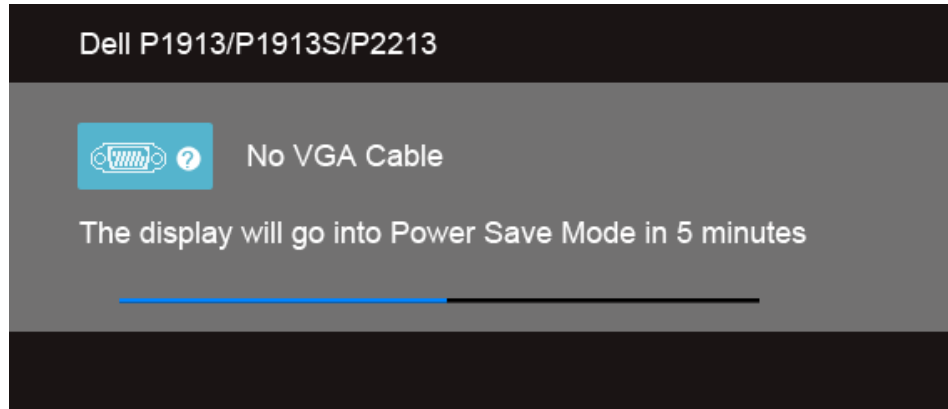 Dell P1913/P1913S/P2213
No VGA Cable
The display will go into Power Save Mode in 5 minutes